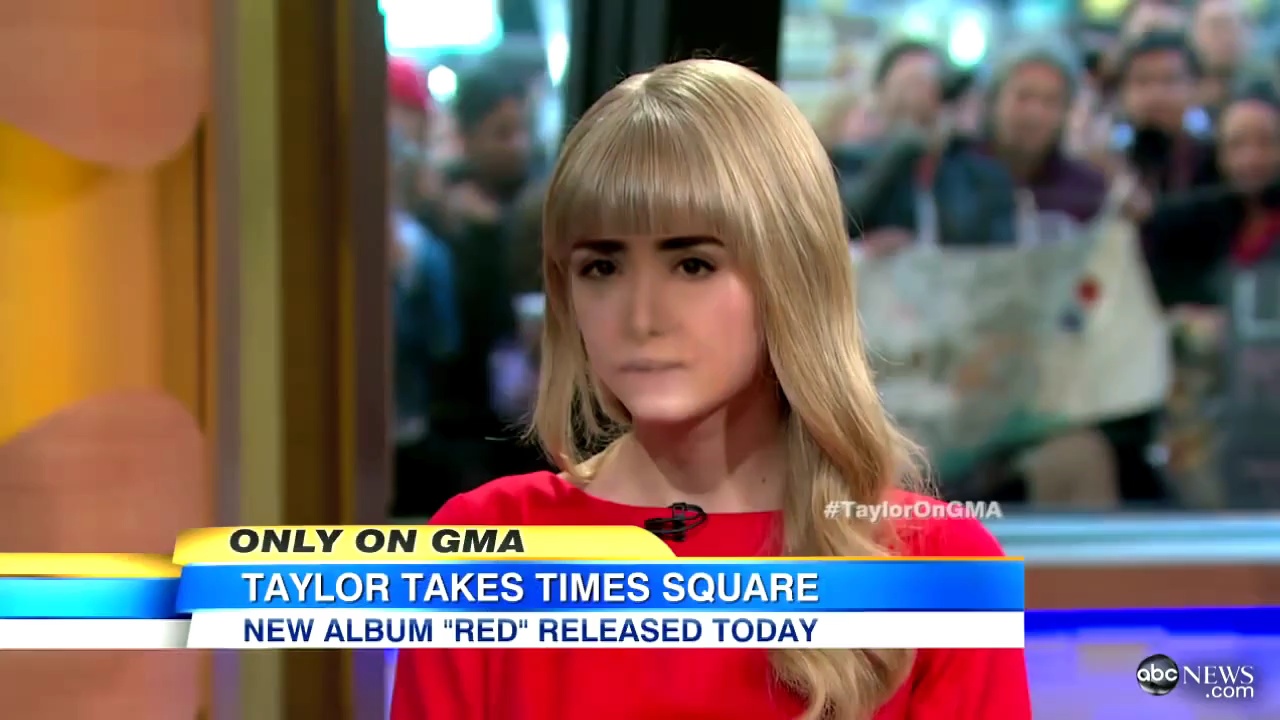 #TaylorOnGMA
ONLY ON GMA
TAYLOR TAKES TIMES SQUARE
NEW ALBUM "RED" RELEASED TODAY
abc NEWS
.com